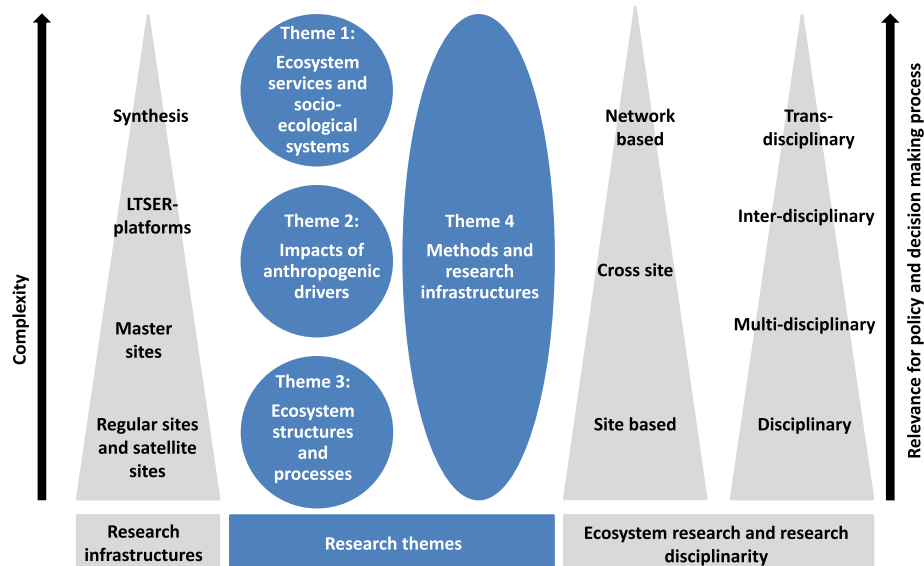 Complexity
Synthesis
LTSER-
platforms
Master
sites
Regular sites
and satellite
sites
Research
infrastructures
Theme 1:
Ecosystem
services and
socio-
ecological
systems
Theme 2:
Impacts of
anthropogenic
drivers
Theme 3:
Ecosystem
structures
and
processes
Theme 4
Methods and
research
infrastructures
Research themes
Network
based
Cross site
Site based
Trans-
disciplinary
Inter-disciplinary
Multi-disciplinary
Disciplinary
Ecosystem research and research
disciplinarity
Relevance for policy and decision making process